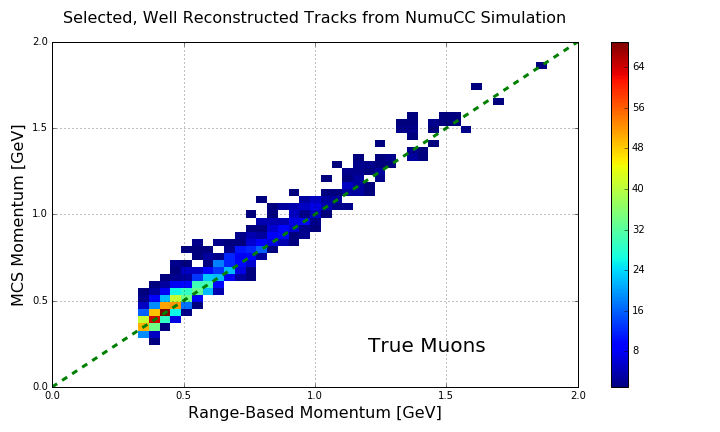 Selected, Well Reconstructed Tracks from NumuCC Simulation
MCS Momentum [GeV]
2.0
1.5
1.0
0.5
0.0
True Muons
0.0 0.5 1.0 1.5 2.0
Range-Based Momentum [GeV]
64
56
48
40
32
24
16
8